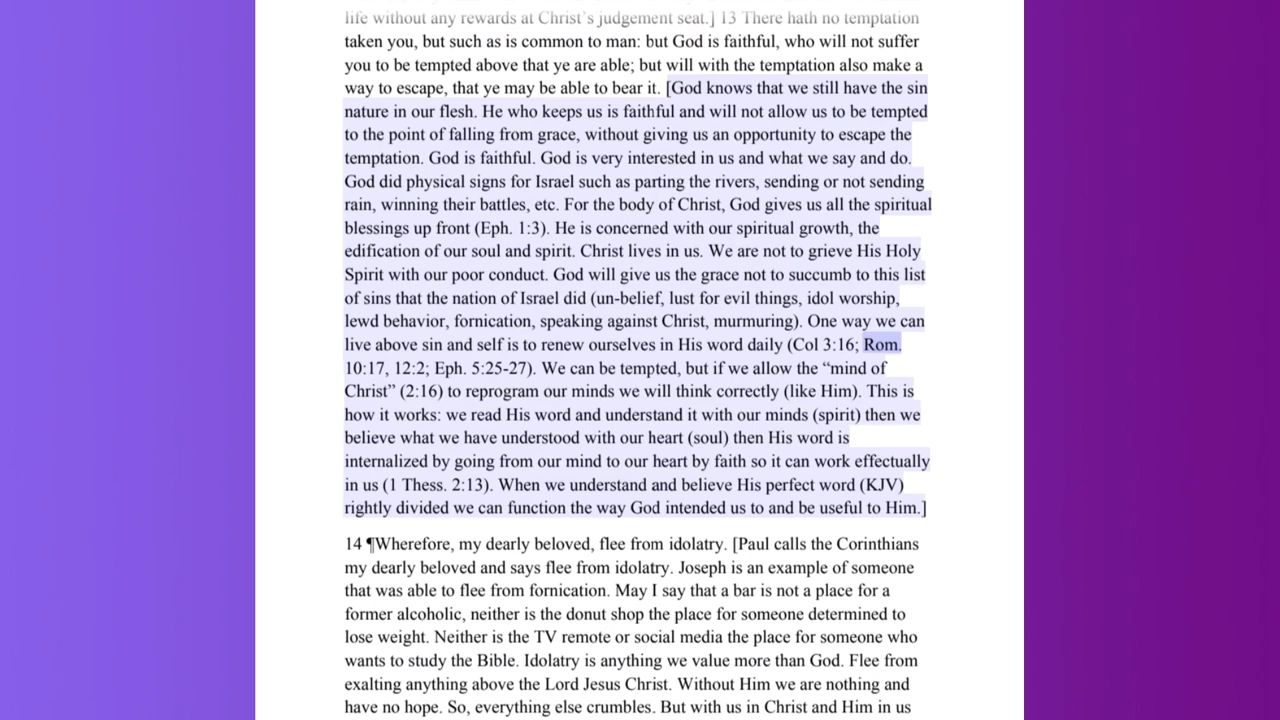 life without any rewards at Christ's judgement seat.] 13 There hath no temptation
taken you, but such as is common to man: but God is faithful, who will not suffer
you to be tempted above that ye are able; but will with the temptation also make a
way to escape, that ye may be able to bear it. [God knows that we still have the sin
nature in our flesh. He who keeps us is faithful and will not allow us to be tempted
to the point of falling from grace, without giving us an opportunity to escape the
temptation. God is faithful. God is very interested in us and what we say and do.
God did physical signs for Israel such as parting the rivers, sending or not sending
rain, winning their battles, etc. For the body of Christ, God gives us all the spiritual
blessings up front (Eph. 1:3). He is concerned with our spiritual growth, the
edification of our soul and spirit. Christ lives in us. We are not to grieve His Holy
Spirit with our poor conduct. God will give us the grace not to succumb to this list
of sins that the nation of Israel did (un-belief, lust for evil things, idol worship,
lewd behavior, fornication, speaking against Christ, murmuring). One way we can
live above sin and self is to renew ourselves in His word daily (Col 3:16; Rom.
10:17, 12:2; Eph. 5:25-27). We can be tempted, but if we allow the “mind of
Christ” (2:16) to reprogram our minds we will think correctly (like Him). This is
how it works: we read His word and understand it with our minds (spirit) then we
believe what we have understood with our heart (soul) then His word is
internalized by going from our mind to our heart by faith so it can work effectually
in us (1 Thess. 2:13). When we understand and believe His perfect word (KJV)
rightly divided we can function the way God intended us to and be useful to Him.]
14 ¶Wherefore, my dearly beloved, flee from idolatry. [Paul calls the Corinthians
my dearly beloved and says flee from idolatry. Joseph is an example of someone
that was able to flee from fornication. May I say that a bar is not a place for a
former alcoholic, neither is the donut shop the place for someone determined to
lose weight. Neither is the TV remote or social media the place for someone who
wants to study the Bible. Idolatry is anything we value more than God. Flee from
exalting anything above the Lord Jesus Christ. Without Him we are nothing and
have no hope. So, everything else crumbles. But with us in Christ and Him in us